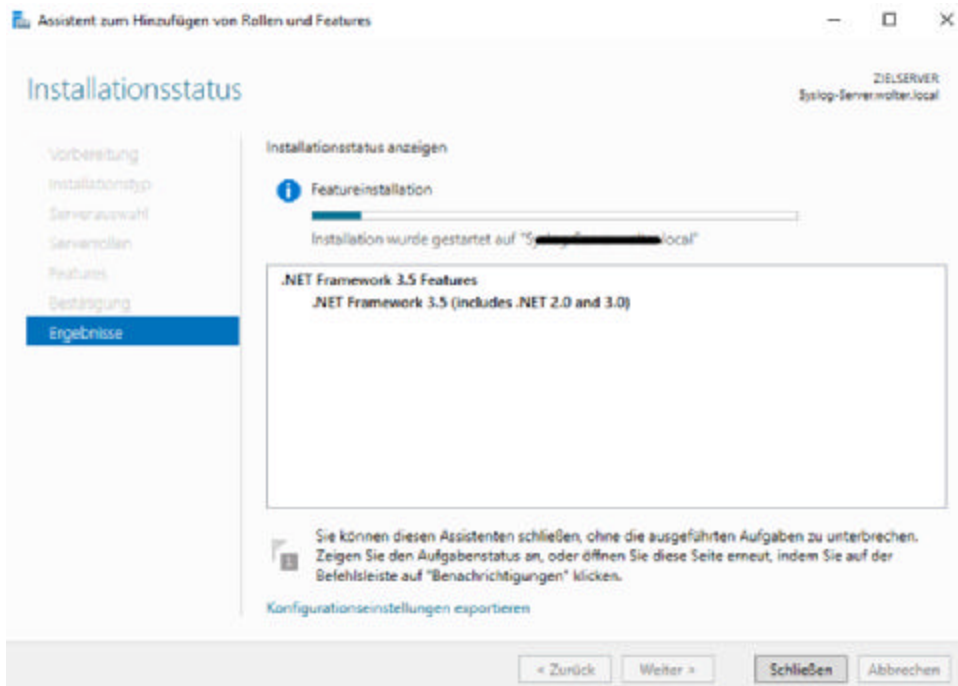 Assistent zum Hinzufügen von Rollen und Features
Installationsstatus
ZIELSERVER
Syslog-Server.wolter.local
Vorbereitung
Installationstyp
Serverauswahl
Serverrollen
Features
Bestätigung
Ergebnisse
Installationsstatus anzeigen
Featureinstallation
Installation wurde gestartet auf "Sy local"
.NET Framework 3.5 Features
.NET Framework 3.5 (includes .NET 2.0 and 3.0)
Sie können diesen Assistenten schließen, ohne die ausgeführten Aufgaben zu unterbrechen.
Zeigen Sie den Aufgabenstatus an, oder öffnen Sie diese Seite erneut, indem Sie auf der
Befehlsleiste auf "Benachrichtigungen" klicken.
Konfigurationseinstellungen exportieren
< Zurück Weiter > Schließen Abbrechen